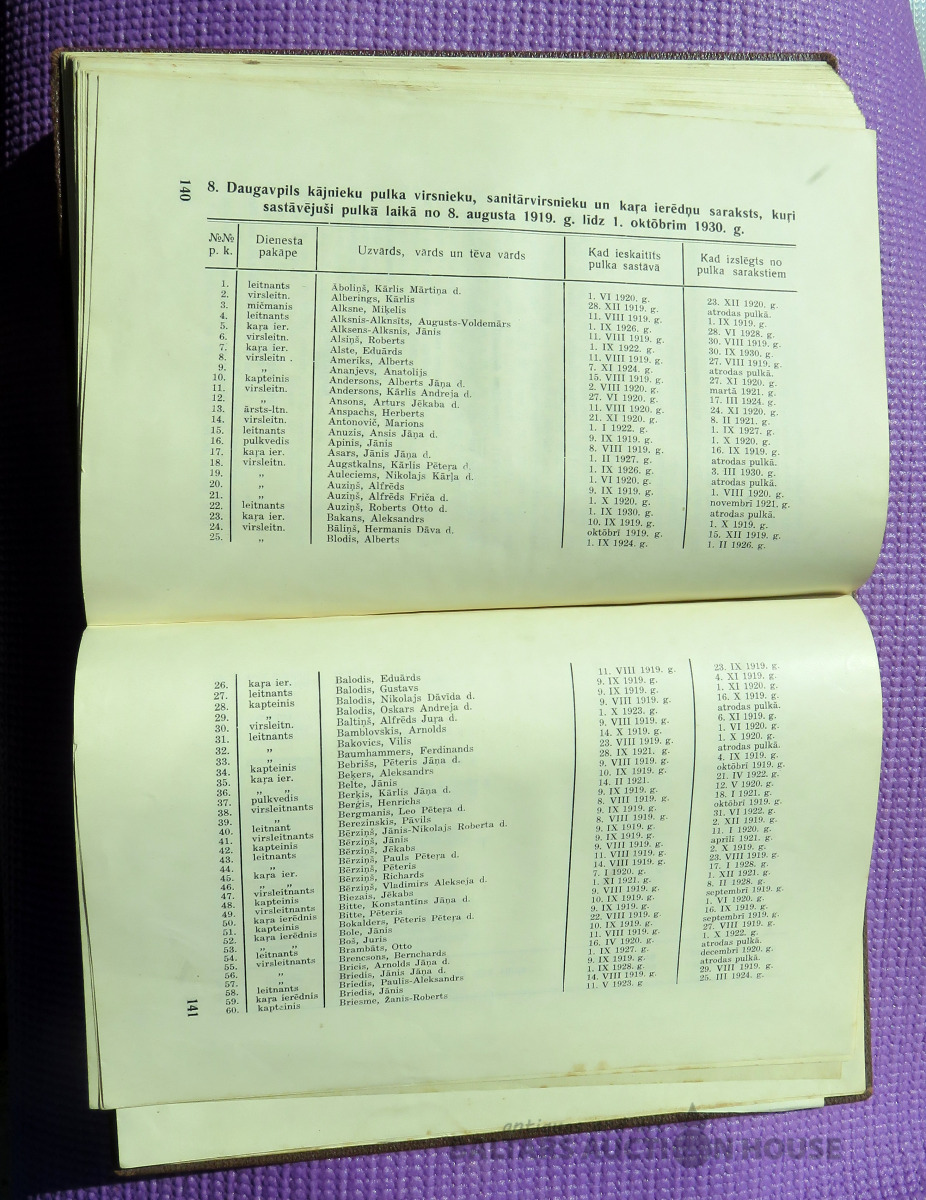 140
8. Daugavpils kājnieku pulka virsnieku, sanitārvirsnieku un kaŗa ierēdņu saraksts, kuŗi
sastāvējuši pulkā laikā no 8. augusta 1919. g. līdz 1. oktōbrim 1930. g.
№№ p. k. Dienesta pakāpe Uzvārds, vārds un tēva vārds Kad ieskaitīts pulka sastāvā Kad izslēgts no pulka sarakstiem
1. leitnants Āboliņš, Kārlis Mārtiņa d. 1. VI 1920. g. 23. XII 1920. g.
2. virsleitn. Alberings, Kārlis 28. XII 1919. g. atrodas pulkā.
3. mičmanis Alksne, Miķelis 11. VIII 1919. g. 1. IX 1919. g.
4. leitnants Alksnis-Alknsīts, Augusts-Voldemārs 1. IX 1926. g. 28. VI 1928. g.
5. kaŗa ier. Alksens-Alksnis, Jānis 11. VIII 1919. g. 30. VIII 1919. g.
6. virsleitn. Alsiņš, Roberts 1. IX 1922. g. 30. IX 1930. g.
7. kaŗa ier. Alste, Eduārds 11. VIII 1919. g. 27. VIII 1919. g.
8. virsleitn . Ameriks, Alberts 7. XI 1924. g. atrodas pulkā.
9. „ Ananjevs, Anatolijs 15. VIII 1919. g. 27. XI 1920. g.
10. kapteinis Andersons, Alberts Jāņa d. 2. VIII 1920. g. martā 1921. g.
11. virsleitn. Andersons, Kārlis Andreja d. 27. VI 1920. g. 17. III 1924. g.
12. „ Ansons, Arturs Jēkaba d. 11. VIII 1920. g. 24. XI 1920. g.
13. ārsts-ltn. Anspachs, Herberts 21. XI 1920. g. 8. II 1921. g.
14. virsleitn. Antonovič, Marions 1. I 1922. g. 1. IX 1927. g.
15. leitnants Anuzis, Ansis Jāņa d. 9. IX 1919. g. 1. X 1920. g.
16. pulkvedis Apinis, Jānis 8. VIII 1919. g. 16. IX 1919. g.
17. kaŗa ier. Asars, Jānis Jāņa d. 1. II 1927. g. atrodas pulkā.
18. virsleitn. Augstkalns, Kārlis Pēteŗa d. 1. IX 1926. g. 3. III 1930. g.
19. „ Auleciems, Nikolajs Kārļa d. 1. VI 1920. g. atrodas pulkā.
20. „ Auziņš, Alfrēds 9. IX 1919. g. 1. VIII 1920. g.
21. „ Auziņš, Alfrēds Friča d. 1. X 1920. g. novembrī 1921. g.
22. leitnants Auziņš, Roberts Otto d. 1. IX 1930. g. atrodas pulkā.
23. kaŗa ier. Bakans, Aleksandrs 10. IX 1919. g. 1. X 1919. g.
24. virsleitn. Bāliņš, Hermanis Dāva d. oktōbrī 1919. g. 15. XII 1919. g.
25. „ Blodis, Alberts 1. IX 1924. g. 1. II 1926. g.
26. kaŗa ier. Balodis, Eduārds 11. VIII 1919. g. 23. IX 1919. g.
27. leitnants Balodis, Gustavs 9. IX 1919. g. 4. XI 1919. g.
28. kapteinis Balodis, Nikolajs Dāvida d. 9. IX 1919. g. 1. XI 1920. g.
29. „ Balodis, Oskars Andreja d. 9. VIII 1919. g. 16. X 1919. g.
30. virsleitn. Baltiņš, Alfrēds Juŗa d. 1. X 1923. g. atrodas pulkā.
31. leitnants Bamblovskis, Arnolds 9. VIII 1919. g. 6. XI 1919. g.
32. „ Bakovics, Vilis 14. X 1919. g. 1. VI 1920. g.
33. „ Baumhammers, Ferdinands 23. VIII 1919. g. 1. X 1920. g.
34. kapteinis Bebrišs, Pēteris Jāņa d. 28. IX 1921. g. atrodas pulkā.
35. kaŗa ier. Beķers, Aleksandrs 9. VIII 1919. g. 4. IX 1919. g.
36. „ „ Belte, Jānis 10. IX 1919. g. oktōbrī 1919. g.
37. pulkvedis Berķis, Kārlis Jāņa d. 14. II 1921. 21. IV 1922. g.
38. virsleitnants Berģis, Henrichs 9. IX 1919. g. 12. V 1920. g.
39. „ Bergmanis, Leo Pēteŗa d. 8. VIII 1919. g. 18. I 1921. g.
40. leitnant Berezinskis, Pāvils 9. IX 1919. g. oktōbrī 1919. g.
41. virsleitnants Bērziņš, Jānis-Nikolajs Roberta d. 8. VIII 1919. g. 31. VI 1922. g.
42. kapteinis Bērziņš, Jānis 9. IX 1919. g. 2. XII 1919. g.
43. leitnants Bērziņš, Jēkabs 9. IX 1919. g. 11. I 1920. g.
44. Bērziņš, Pauls Pēteŗa d. 9. VIII 1919. g. aprīlī 1921. g.
45. kaŗa ier. Bērziņš, Pēteris 11. VIII 1919. g. 2. X 1919. g.
46. „ „ Bērziņš, Richards 14. VIII 1919. g. 23. VIII 1919. g.
47. virsleitnants Bērziņš, Vladimirs Alekseja d. 7. I 1920. g. 17. I 1928. g.
48. kapteinis Biezais, Jēkabs 1. XI 1921. g. 1. XII 1921. g.
49. virsleitnants Bitte, Konstantīns Jāņa d. 9. VIII 1919. g. 8. II 1928. g.
50. kaŗa ierēdnis Bitte, Pēteris 10. IX 1919. g. septembrī 1919. g.
51. kapteinis Bokalders, Pēteris Pēteŗa d. 9. IX 1919. g. 1. VI 1920. g.
52. kaŗa ierēdnis Bole, Jānis 22. VIII 1919. g. 16. IX 1919. g.
53. „ Boš, Juris 10. IX 1919. g. septembrī 1919. g.
54. leitnants Brambāts, Otto 11. VIII 1919. g. 27. VIII 1919. g.
55. virsleitnants Brencsons, Bernchards 16. IV 1920. g. 1. X 1922. g.
56. „ Bricis, Arnolds Jāņa d. 1. IX 1927. g. atrodas pulkā.
57. „ Briedis, Jānis Jāņa d. 9. IX 1919. g. decembrī 1920. g.
58. leitnants Briedis, Paulis-Aleksandrs 1. IX 1928. g. atrodas pulkā.
59. kaŗa ierēdnis Briedis, Jānis 14. VIII 1919. g. 29. VIII 1919. g.
60. kapteinis Briesme, Žanis-Roberts 11. V 1923. g 25. III 1924. g.
141
AUCTION HOUSE